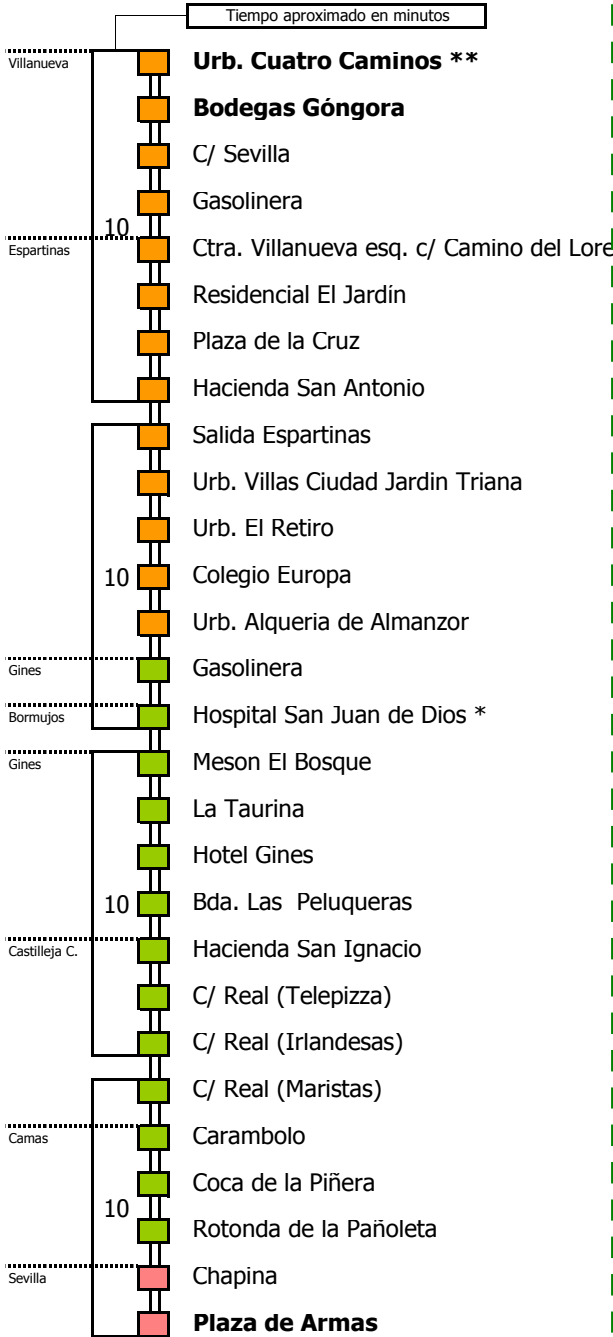 Tiempo aproximado en minutos
Villanueva
Urb. Cuatro Caminos **
Bodegas Góngora
C/ Sevilla
Gasolinera
10
Espartinas
Ctra. Villanueva esq. c/ Camino del Lore
Residencial El Jardín
Plaza de la Cruz
Hacienda San Antonio
Salida Espartinas
Urb. Villas Ciudad Jardin Triana
Urb. El Retiro
10
Colegio Europa
Urb. Alqueria de Almanzor
Gines
Gasolinera
Bormujos
Hospital San Juan de Dios *
Gines
Meson El Bosque
La Taurina
Hotel Gines
10
Bda. Las Peluqueras
Castilleja C.
Hacienda San Ignacio
C/ Real (Telepizza)
C/ Real (Irlandesas)
C/ Real (Maristas)
Camas
Carambolo
Coca de la Piñera
10
Rotonda de la Pañoleta
Sevilla
Chapina
Plaza de Armas